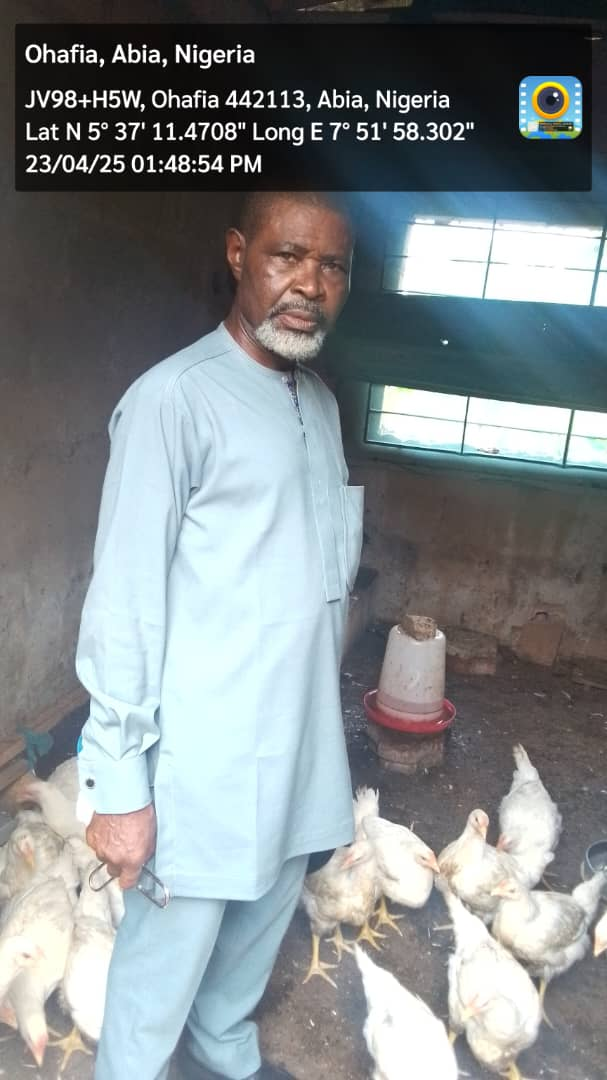 Ohafia, Abia, Nigeria
JV98+H5W, Ohafia 442113, Abia, Nigeria
Lat N 5° 37' 11.4708" Long E 7° 51' 58.302"
23/04/25 01:48:54 PM